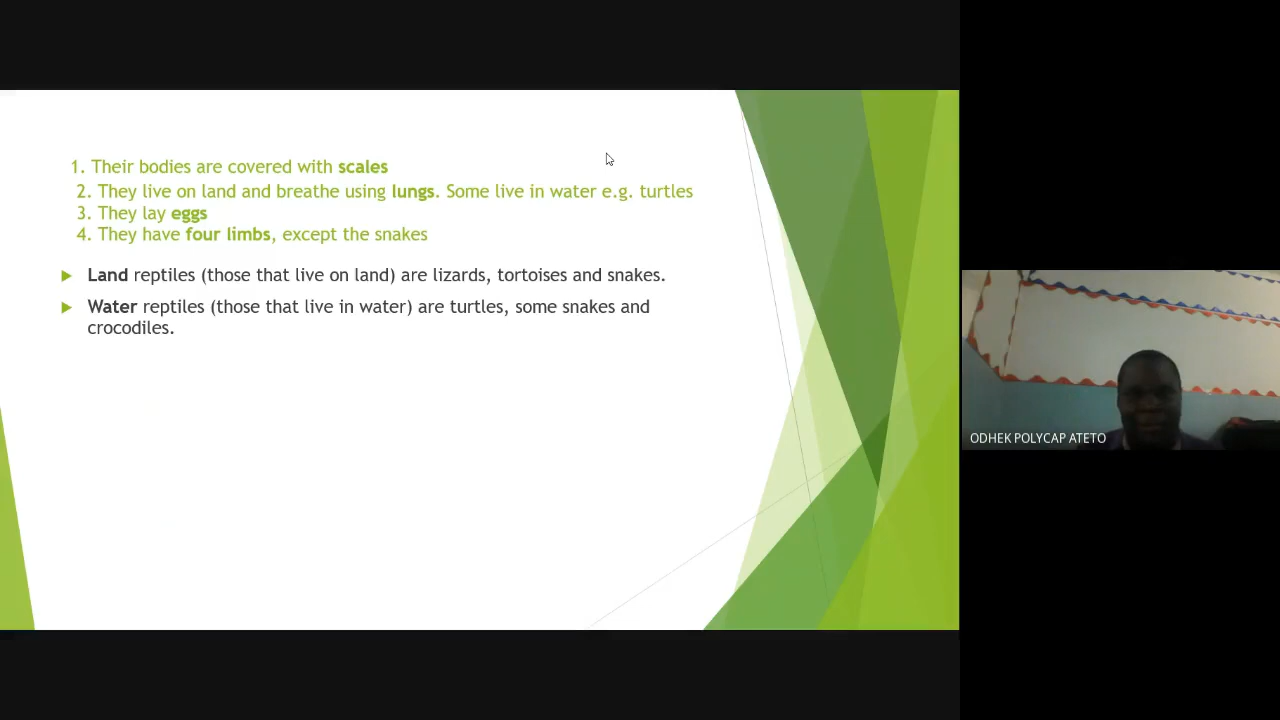 1. Their bodies are covered with scales
2. They live on land and breathe using lungs. Some live in water e.g. turtles
3. They lay eggs
4. They have four limbs, except the snakes
Land reptiles (those that live on land) are lizards, tortoises and snakes.
Water reptiles (those that live in water) are turtles, some snakes and
crocodiles.
ODHEK POLYCAP ATETO